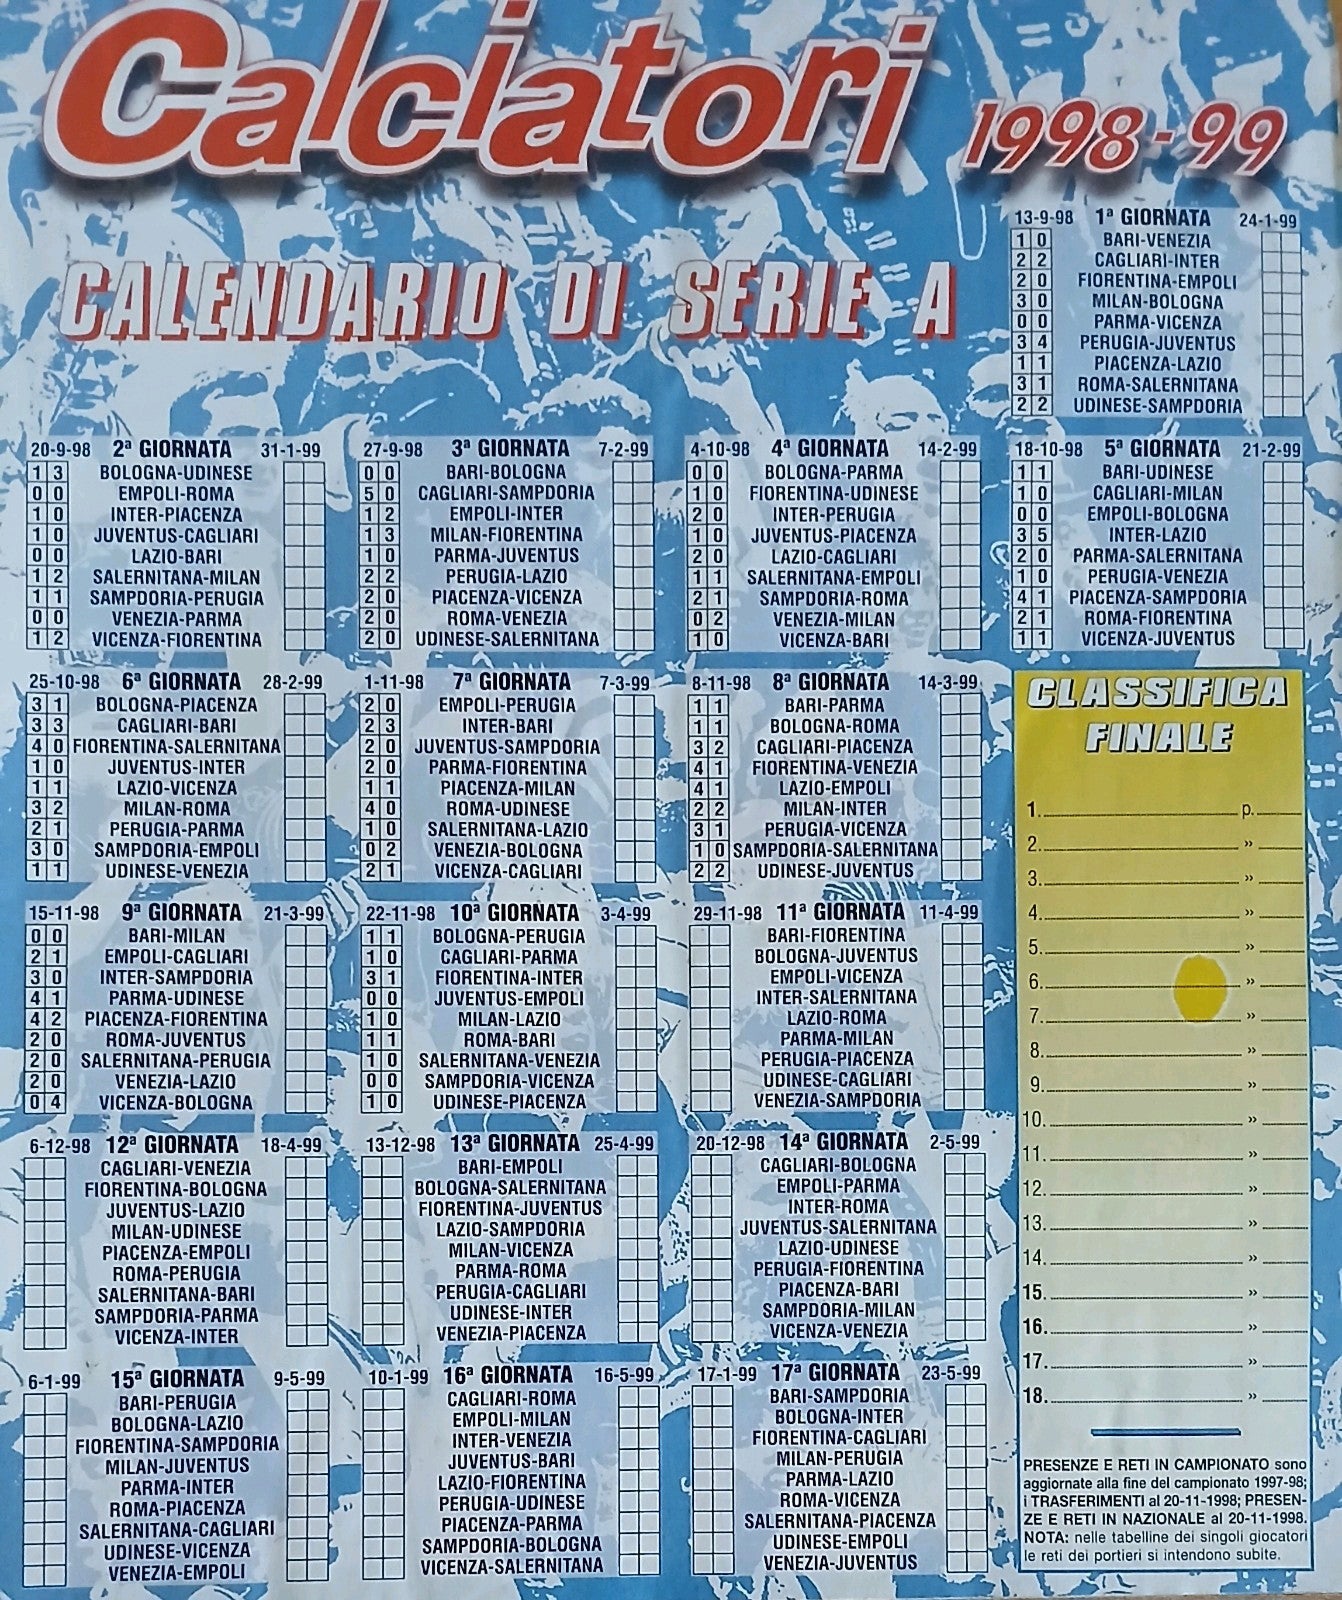 Calciatori 1998-99
CALENDARIO DI SERIE A
13-9-98 1ª GIORNATA 24-1-99
1 0 BARI-VENEZIA
2 2 CAGLIARI-INTER
2 0 FIORENTINA-EMPOLI
3 0 MILAN-BOLOGNA
0 0 PARMA-VICENZA
3 4 PERUGIA-JUVENTUS
1 1 PIACENZA-LAZIO
3 1 ROMA-SALERNITANA
2 2 UDINESE-SAMPDORIA
20-9-98 2ª GIORNATA 31-1-99
1 3 BOLOGNA-UDINESE
0 0 EMPOLI-ROMA
1 0 INTER-PIACENZA
1 0 JUVENTUS-CAGLIARI
0 0 LAZIO-BARI
1 2 SALERNITANA-MILAN
1 1 SAMPDORIA-PERUGIA
0 0 VENEZIA-PARMA
1 2 VICENZA-FIORENTINA
27-9-98 3ª GIORNATA 7-2-99
0 0 BARI-BOLOGNA
5 0 CAGLIARI-SAMPDORIA
1 2 EMPOLI-INTER
1 3 MILAN-FIORENTINA
1 0 PARMA-JUVENTUS
2 2 PERUGIA-LAZIO
2 0 PIACENZA-VICENZA
2 0 ROMA-VENEZIA
2 0 UDINESE-SALERNITANA
4-10-98 4ª GIORNATA 14-2-99
0 0 BOLOGNA-PARMA
1 0 FIORENTINA-UDINESE
2 0 INTER-PERUGIA
1 0 JUVENTUS-PIACENZA
2 0 LAZIO-CAGLIARI
1 1 SALERNITANA-EMPOLI
2 1 SAMPDORIA-ROMA
0 2 VENEZIA-MILAN
1 0 VICENZA-BARI
18-10-98 5ª GIORNATA 21-2-99
1 1 BARI-UDINESE
1 0 CAGLIARI-MILAN
0 0 EMPOLI-BOLOGNA
3 5 INTER-LAZIO
2 0 PARMA-SALERNITANA
1 0 PERUGIA-VENEZIA
4 1 PIACENZA-SAMPDORIA
2 1 ROMA-FIORENTINA
1 1 VICENZA-JUVENTUS
25-10-98 6ª GIORNATA 28-2-99
3 1 BOLOGNA-PIACENZA
3 3 CAGLIARI-BARI
4 0 FIORENTINA-SALERNITANA
1 0 JUVENTUS-INTER
1 1 LAZIO-VICENZA
3 2 MILAN-ROMA
2 1 PERUGIA-PARMA
3 0 SAMPDORIA-EMPOLI
1 1 UDINESE-VENEZIA
1-11-98 7ª GIORNATA 7-3-99
2 0 EMPOLI-PERUGIA
2 3 INTER-BARI
2 0 JUVENTUS-SAMPDORIA
2 0 PARMA-FIORENTINA
1 1 PIACENZA-MILAN
4 0 ROMA-UDINESE
1 0 SALERNITANA-LAZIO
0 2 VENEZIA-BOLOGNA
2 1 VICENZA-CAGLIARI
8-11-98 8ª GIORNATA 14-3-99
1 1 BARI-PARMA
1 1 BOLOGNA-ROMA
3 2 CAGLIARI-PIACENZA
4 1 FIORENTINA-VENEZIA
4 1 LAZIO-EMPOLI
2 2 MILAN-INTER
3 1 PERUGIA-VICENZA
1 0 SAMPDORIA-SALERNITANA
2 2 UDINESE-JUVENTUS
15-11-98 9ª GIORNATA 21-3-99
0 0 BARI-MILAN
2 1 EMPOLI-CAGLIARI
3 0 INTER-SAMPDORIA
4 1 PARMA-UDINESE
4 2 PIACENZA-FIORENTINA
2 0 ROMA-JUVENTUS
2 0 SALERNITANA-PERUGIA
2 0 VENEZIA-LAZIO
0 4 VICENZA-BOLOGNA
22-11-98 10ª GIORNATA 3-4-99
1 1 BOLOGNA-PERUGIA
1 0 CAGLIARI-PARMA
3 1 FIORENTINA-INTER
0 0 JUVENTUS-EMPOLI
1 0 MILAN-LAZIO
1 1 ROMA-BARI
1 0 SALERNITANA-VENEZIA
0 0 SAMPDORIA-VICENZA
1 0 UDINESE-PIACENZA
29-11-98 11ª GIORNATA 11-4-99
BARI-FIORENTINA
BOLOGNA-JUVENTUS
EMPOLI-VICENZA
INTER-SALERNITANA
LAZIO-ROMA
PARMA-MILAN
PERUGIA-PIACENZA
UDINESE-CAGLIARI
VENEZIA-SAMPDORIA
6-12-98 12ª GIORNATA 18-4-99
CAGLIARI-VENEZIA
FIORENTINA-BOLOGNA
JUVENTUS-LAZIO
MILAN-UDINESE
PIACENZA-EMPOLI
ROMA-PERUGIA
SALERNITANA-BARI
SAMPDORIA-PARMA
VICENZA-INTER
13-12-98 13ª GIORNATA 25-4-99
BARI-EMPOLI
BOLOGNA-SALERNITANA
FIORENTINA-JUVENTUS
LAZIO-SAMPDORIA
MILAN-VICENZA
PARMA-ROMA
PERUGIA-CAGLIARI
UDINESE-INTER
VENEZIA-PIACENZA
20-12-98 14ª GIORNATA 2-5-99
CAGLIARI-BOLOGNA
EMPOLI-PARMA
INTER-ROMA
JUVENTUS-SALERNITANA
LAZIO-UDINESE
PERUGIA-FIORENTINA
PIACENZA-BARI
SAMPDORIA-MILAN
VICENZA-VENEZIA
6-1-99 15ª GIORNATA 9-5-99
BARI-PERUGIA
BOLOGNA-LAZIO
FIORENTINA-SAMPDORIA
MILAN-JUVENTUS
PARMA-INTER
ROMA-PIACENZA
SALERNITANA-CAGLIARI
UDINESE-VICENZA
VENEZIA-EMPOLI
10-1-99 16ª GIORNATA 16-5-99
CAGLIARI-ROMA
EMPOLI-MILAN
INTER-VENEZIA
JUVENTUS-BARI
LAZIO-FIORENTINA
PERUGIA-UDINESE
PIACENZA-PARMA
SAMPDORIA-BOLOGNA
VICENZA-SALERNITANA
17-1-99 17ª GIORNATA 23-5-99
BARI-SAMPDORIA
BOLOGNA-INTER
FIORENTINA-CAGLIARI
MILAN-PERUGIA
PARMA-LAZIO
ROMA-VICENZA
SALERNITANA-PIACENZA
UDINESE-EMPOLI
VENEZIA-JUVENTUS
CLASSIFICA
FINALE
1. p.
2. »
3. »
4. »
5. »
6. »
7. »
8. »
9. »
10. »
11. »
12. »
13. »
14. »
15. »
16. »
17. »
18. »
PRESENZE E RETI IN CAMPIONATO sono
aggiornate alla fine del campionato 1997-98;
i TRASFERIMENTI al 20-11-1998; PRESEN-
ZE E RETI IN NAZIONALE al 20-11-1998.
NOTA: nelle tabelline dei singoli giocatori
le reti dei portieri si intendono subite.